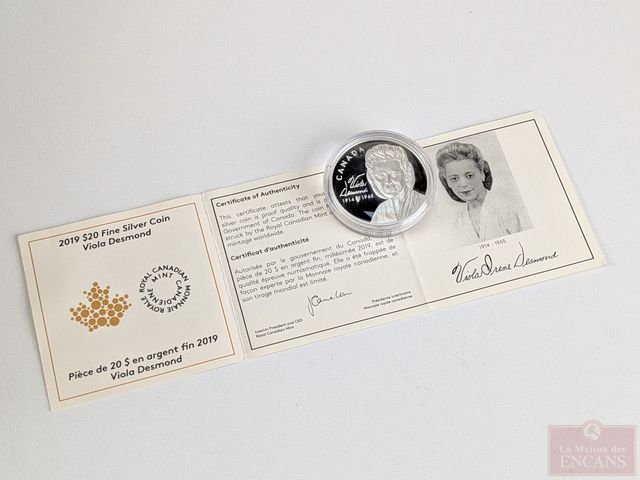 2019 $20 Fine Silver Coin
Viola Desmond
ROYAL CANADIAN MINT
MONNAIE ROYALE CANADIENNE
Pièce de 20 $ en argent fin 2019
Viola Desmond
Certificate of Authenticity
This certificate attests that your
silver coin is proof quality and is
Government of Canada. The coin
struck by the Royal Canadian Mint
mintage worldwide.
Certificat d'authenticité
Autorisée par le gouvernement du Canada,
pièce de 20 $ en argent fin, millésimée 2019, est de
qualité épreuve numismatique. Elle a été frappée de
façon experte par la Monnaie royale canadienne, et
son tirage mondial est limité.
Interim President and CEO
Royal Canadian Mint
Présidente intérimaire
Monnaie royale canadienne
CANADA
Viola
Desmond
1914 1965
1914 - 1965
Viola Irene Desmond
La Maison des
ENCANS